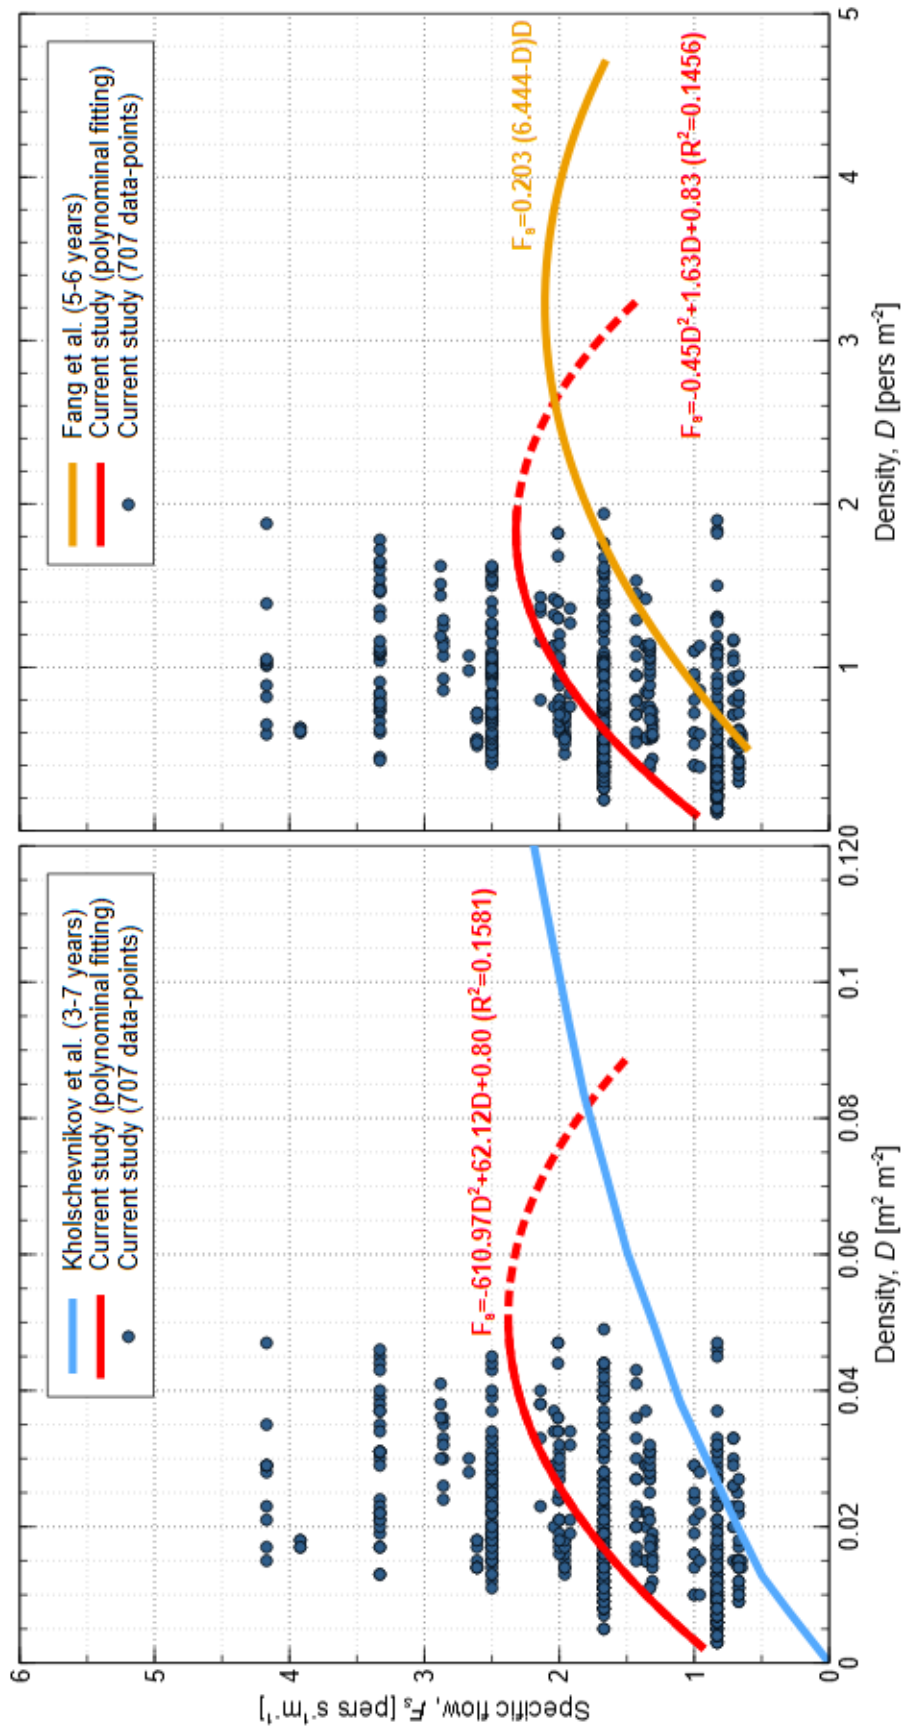 Specific flow, Fs [pers s-1m-1]
6
5
4
3
2
1
0
Kholschevnikov et al. (3-7 years)
Current study (polynominal fitting)
Current study (707 data-points)
Fs=-610.97D²+62.12D+0.80 (R²=0.1581)
0
0.02
0.04
0.06
0.08
0.1
0.12
Density, D [m² m-²]
Fang et al. (5-6 years)
Current study (polynominal fitting)
Current study (707 data-points)
Fs=0.203 (6.444-D)D
Fs=-0.45D²+1.63D+0.83 (R²=0.1456)
0
1
2
3
4
5
Density, D [pers m-²]